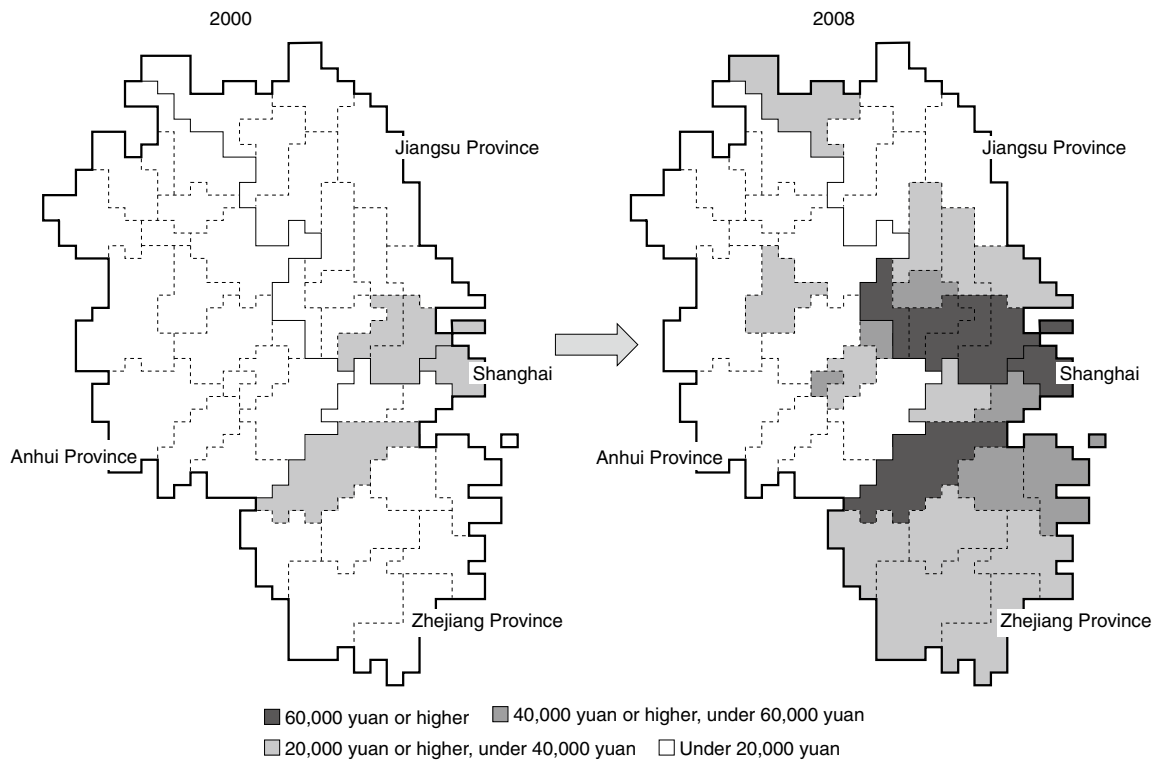 2000
2008
Jiangsu Province
Jiangsu Province
Shanghai
Shanghai
Anhui Province
Anhui Province
Zhejiang Province
Zhejiang Province
60,000 yuan or higher
40,000 yuan or higher, under 60,000 yuan
20,000 yuan or higher, under 40,000 yuan
Under 20,000 yuan